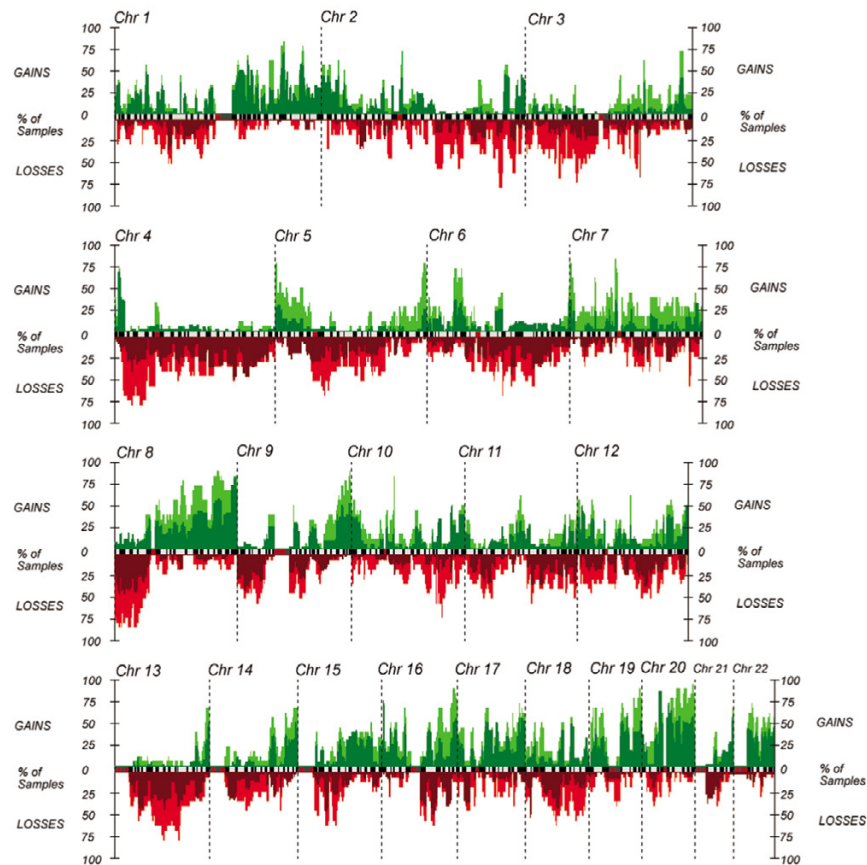 Chr 1 Chr 2 Chr 3
100 100
75 75
GAINS 50 50 GAINS
25 25
% of Samples 0 0 % of Samples
25 25
LOSSES 50 50 LOSSES
75 75
100 100
Chr 4 Chr 5 Chr 6 Chr 7
100 100
75 75
GAINS 50 50 GAINS
25 25
% of Samples 0 0 % of Samples
25 25
LOSSES 50 50 LOSSES
75 75
100 100
Chr 8 Chr 9 Chr 10 Chr 11 Chr 12
100 100
75 75
GAINS 50 50 GAINS
25 25
% of Samples 0 0 % of Samples
25 25
LOSSES 50 50 LOSSES
75 75
100 100
Chr 13 Chr 14 Chr 15 Chr 16 Chr 17 Chr 18 Chr 19 Chr 20 Chr 21 Chr 22
100 100
75 75
GAINS 50 50 GAINS
25 25
% of Samples 0 0 % of Samples
25 25
LOSSES 50 50 LOSSES
75 75
100 100